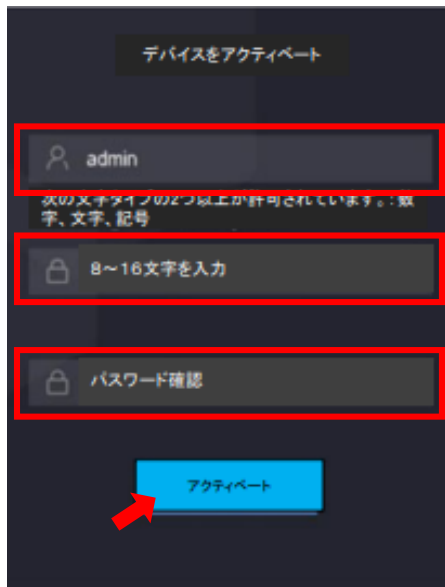 デバイスをアクティベート
admin
次の文字タイプの2つ以上が許可されています。:数
字、文字、記号
8～16文字を入力
パスワード確認
アクティベート